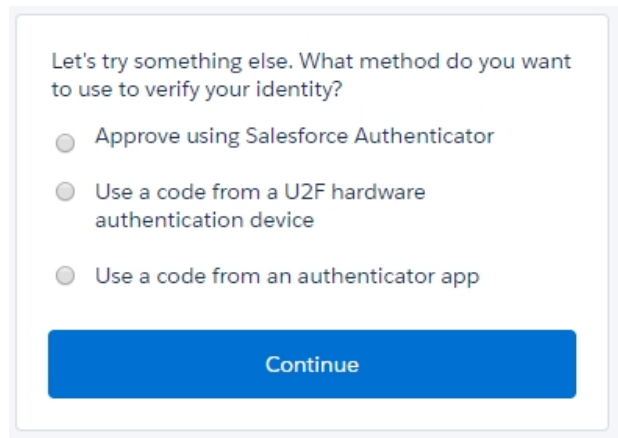 Let's try something else. What method do you want
to use to verify your identity?
Approve using Salesforce Authenticator
Use a code from a U2F hardware
authentication device
Use a code from an authenticator app
Continue